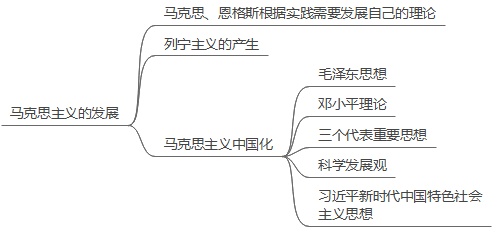 马克思、恩格斯根据实践需要发展自己的理论
列宁主义的产生
马克思主义的发展
马克思主义中国化
毛泽东思想
邓小平理论
三个代表重要思想
科学发展观
习近平新时代中国特色社会
主义思想